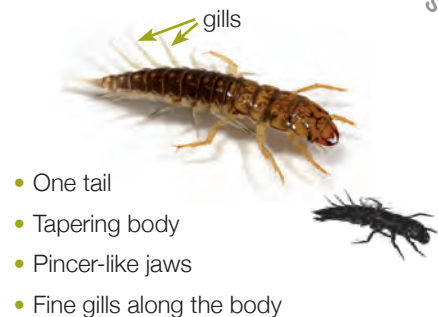 gills
• One tail
• Tapering body
• Pincer-like jaws
• Fine gills along the body